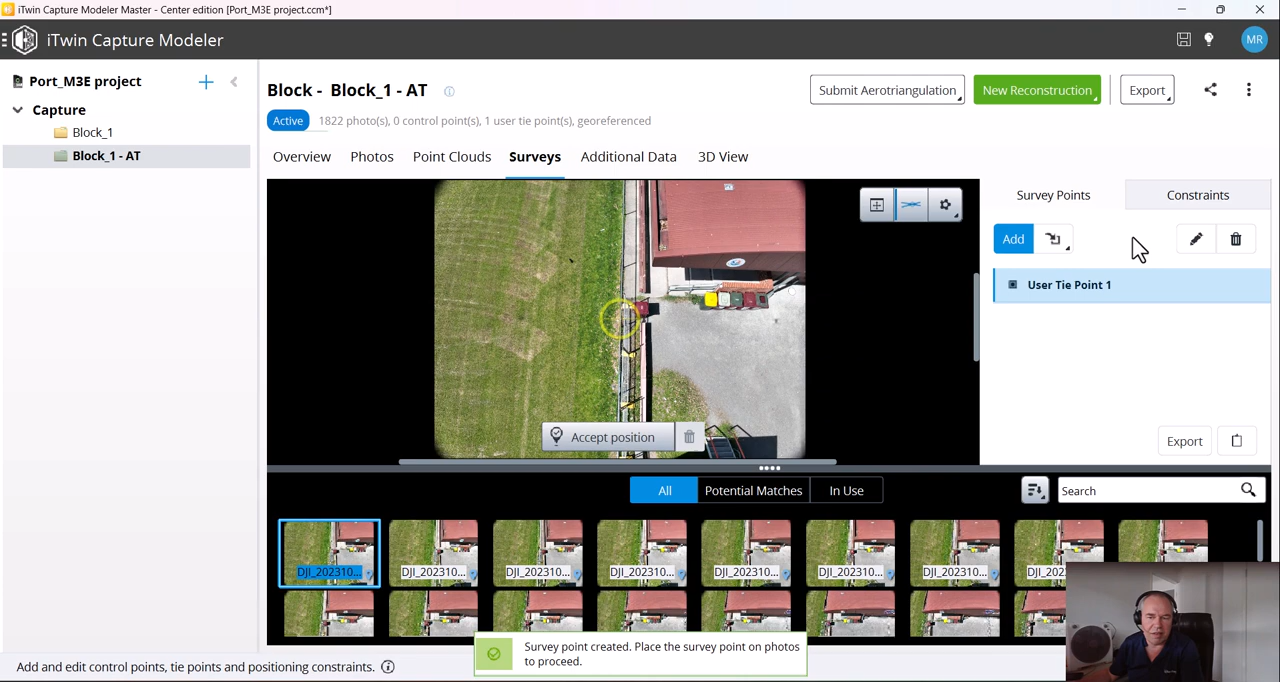 iTwin Capture Modeler Master - Center edition [Port_M3E project.ccm*]
iTwin Capture Modeler
MR
Port_M3E project
Capture
Block_1
Block_1 - AT
Block - Block_1 - AT
Submit Aerotriangulation
New Reconstruction
Export
Active
1822 photo(s), 0 control point(s), 1 user tie point(s), georeferenced
Overview
Photos
Point Clouds
Surveys
Additional Data
3D View
Survey Points
Constraints
Add
User Tie Point 1
Accept position
Export
All
Potential Matches
In Use
Search
DJI_202310...
DJI_202310...
DJI_202310...
DJI_202310...
DJI_202310...
DJI_202310...
DJI_202310...
DJI_202
Survey point created. Place the survey point on photos
to proceed.
Add and edit control points, tie points and positioning constraints.